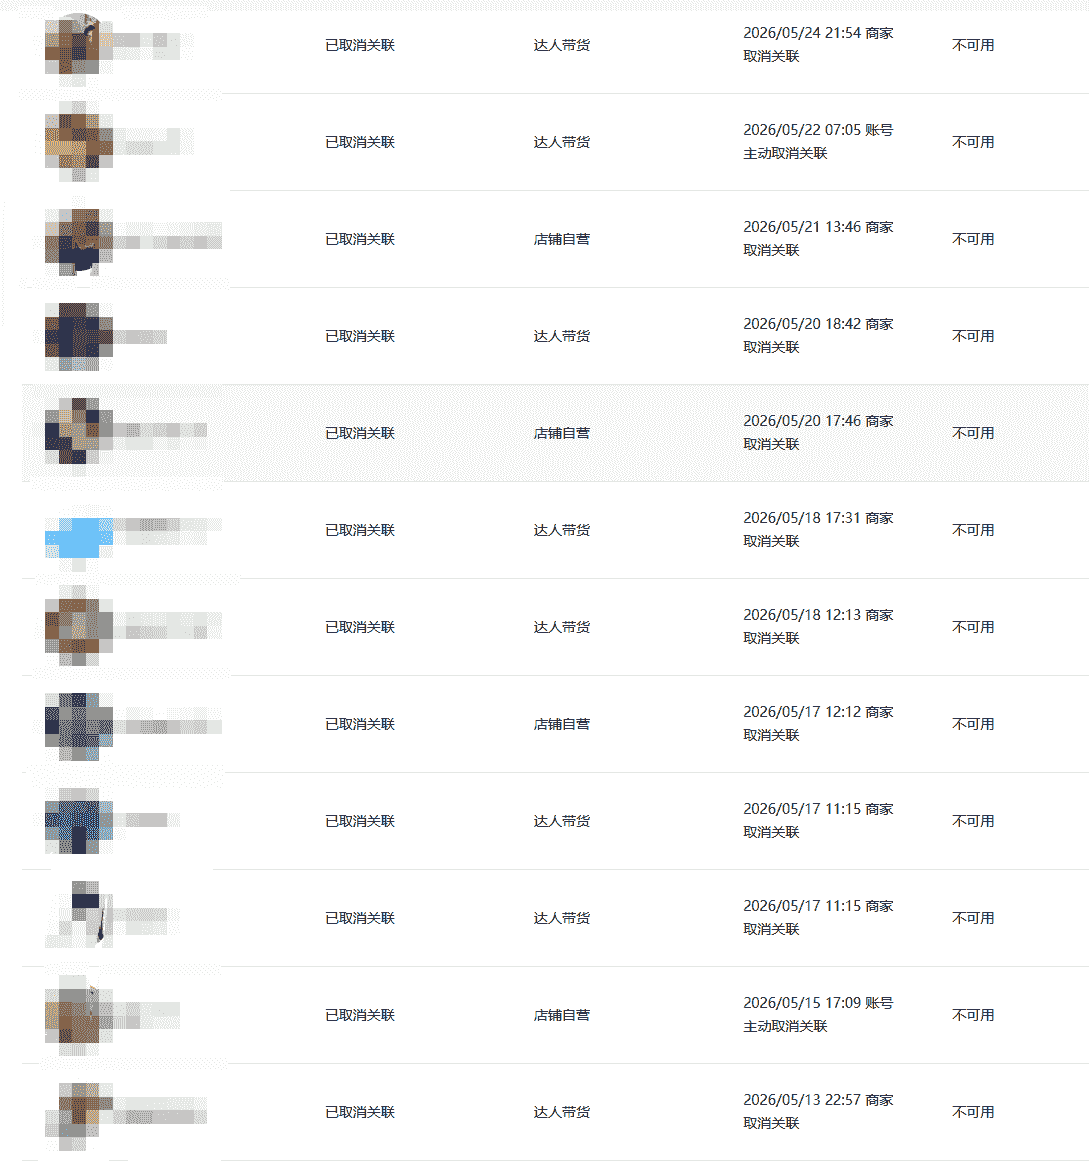 已取消关联
达人带货
2026/05/24 21:54 商家
取消关联
不可用
已取消关联
达人带货
2026/05/22 07:05 账号
主动取消关联
不可用
已取消关联
店铺自营
2026/05/21 13:46 商家
取消关联
不可用
已取消关联
达人带货
2026/05/20 18:42 商家
取消关联
不可用
已取消关联
店铺自营
2026/05/20 17:46 商家
取消关联
不可用
已取消关联
达人带货
2026/05/18 17:31 商家
取消关联
不可用
已取消关联
达人带货
2026/05/18 12:13 商家
取消关联
不可用
已取消关联
店铺自营
2026/05/17 12:12 商家
取消关联
不可用
已取消关联
达人带货
2026/05/17 11:15 商家
取消关联
不可用
已取消关联
达人带货
2026/05/17 11:15 商家
取消关联
不可用
已取消关联
店铺自营
2026/05/15 17:09 账号
主动取消关联
不可用
已取消关联
达人带货
2026/05/13 22:57 商家
取消关联
不可用